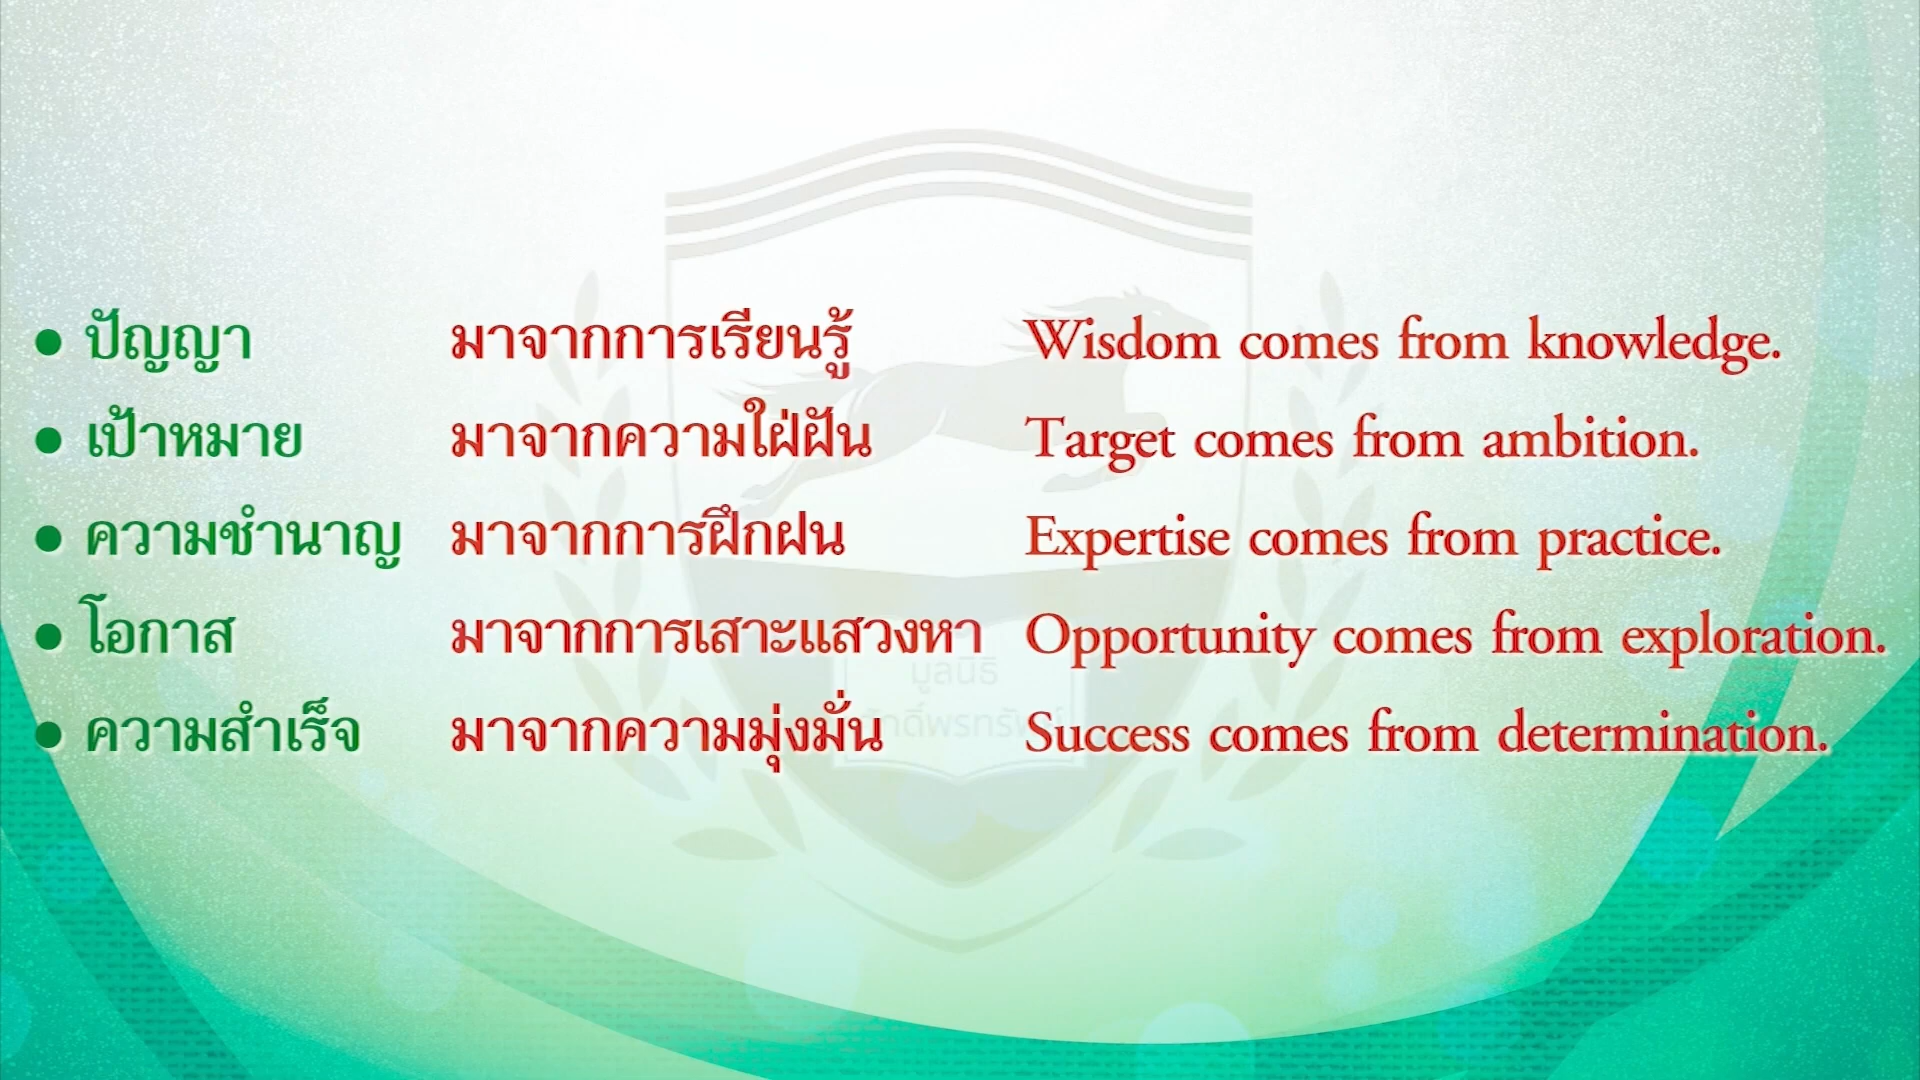 • ปัญญา มาจากการเรียนรู้ Wisdom comes from knowledge.
• เป้าหมาย มาจากความใฝ่ฝัน Target comes from ambition.
• ความชำนาญ มาจากการฝึกฝน Expertise comes from practice.
• โอกาส มาจากการเสาะแสวงหา Opportunity comes from exploration.
• ความสำเร็จ มาจากความมุ่งมั่น Success comes from determination.
มูลนิธิ